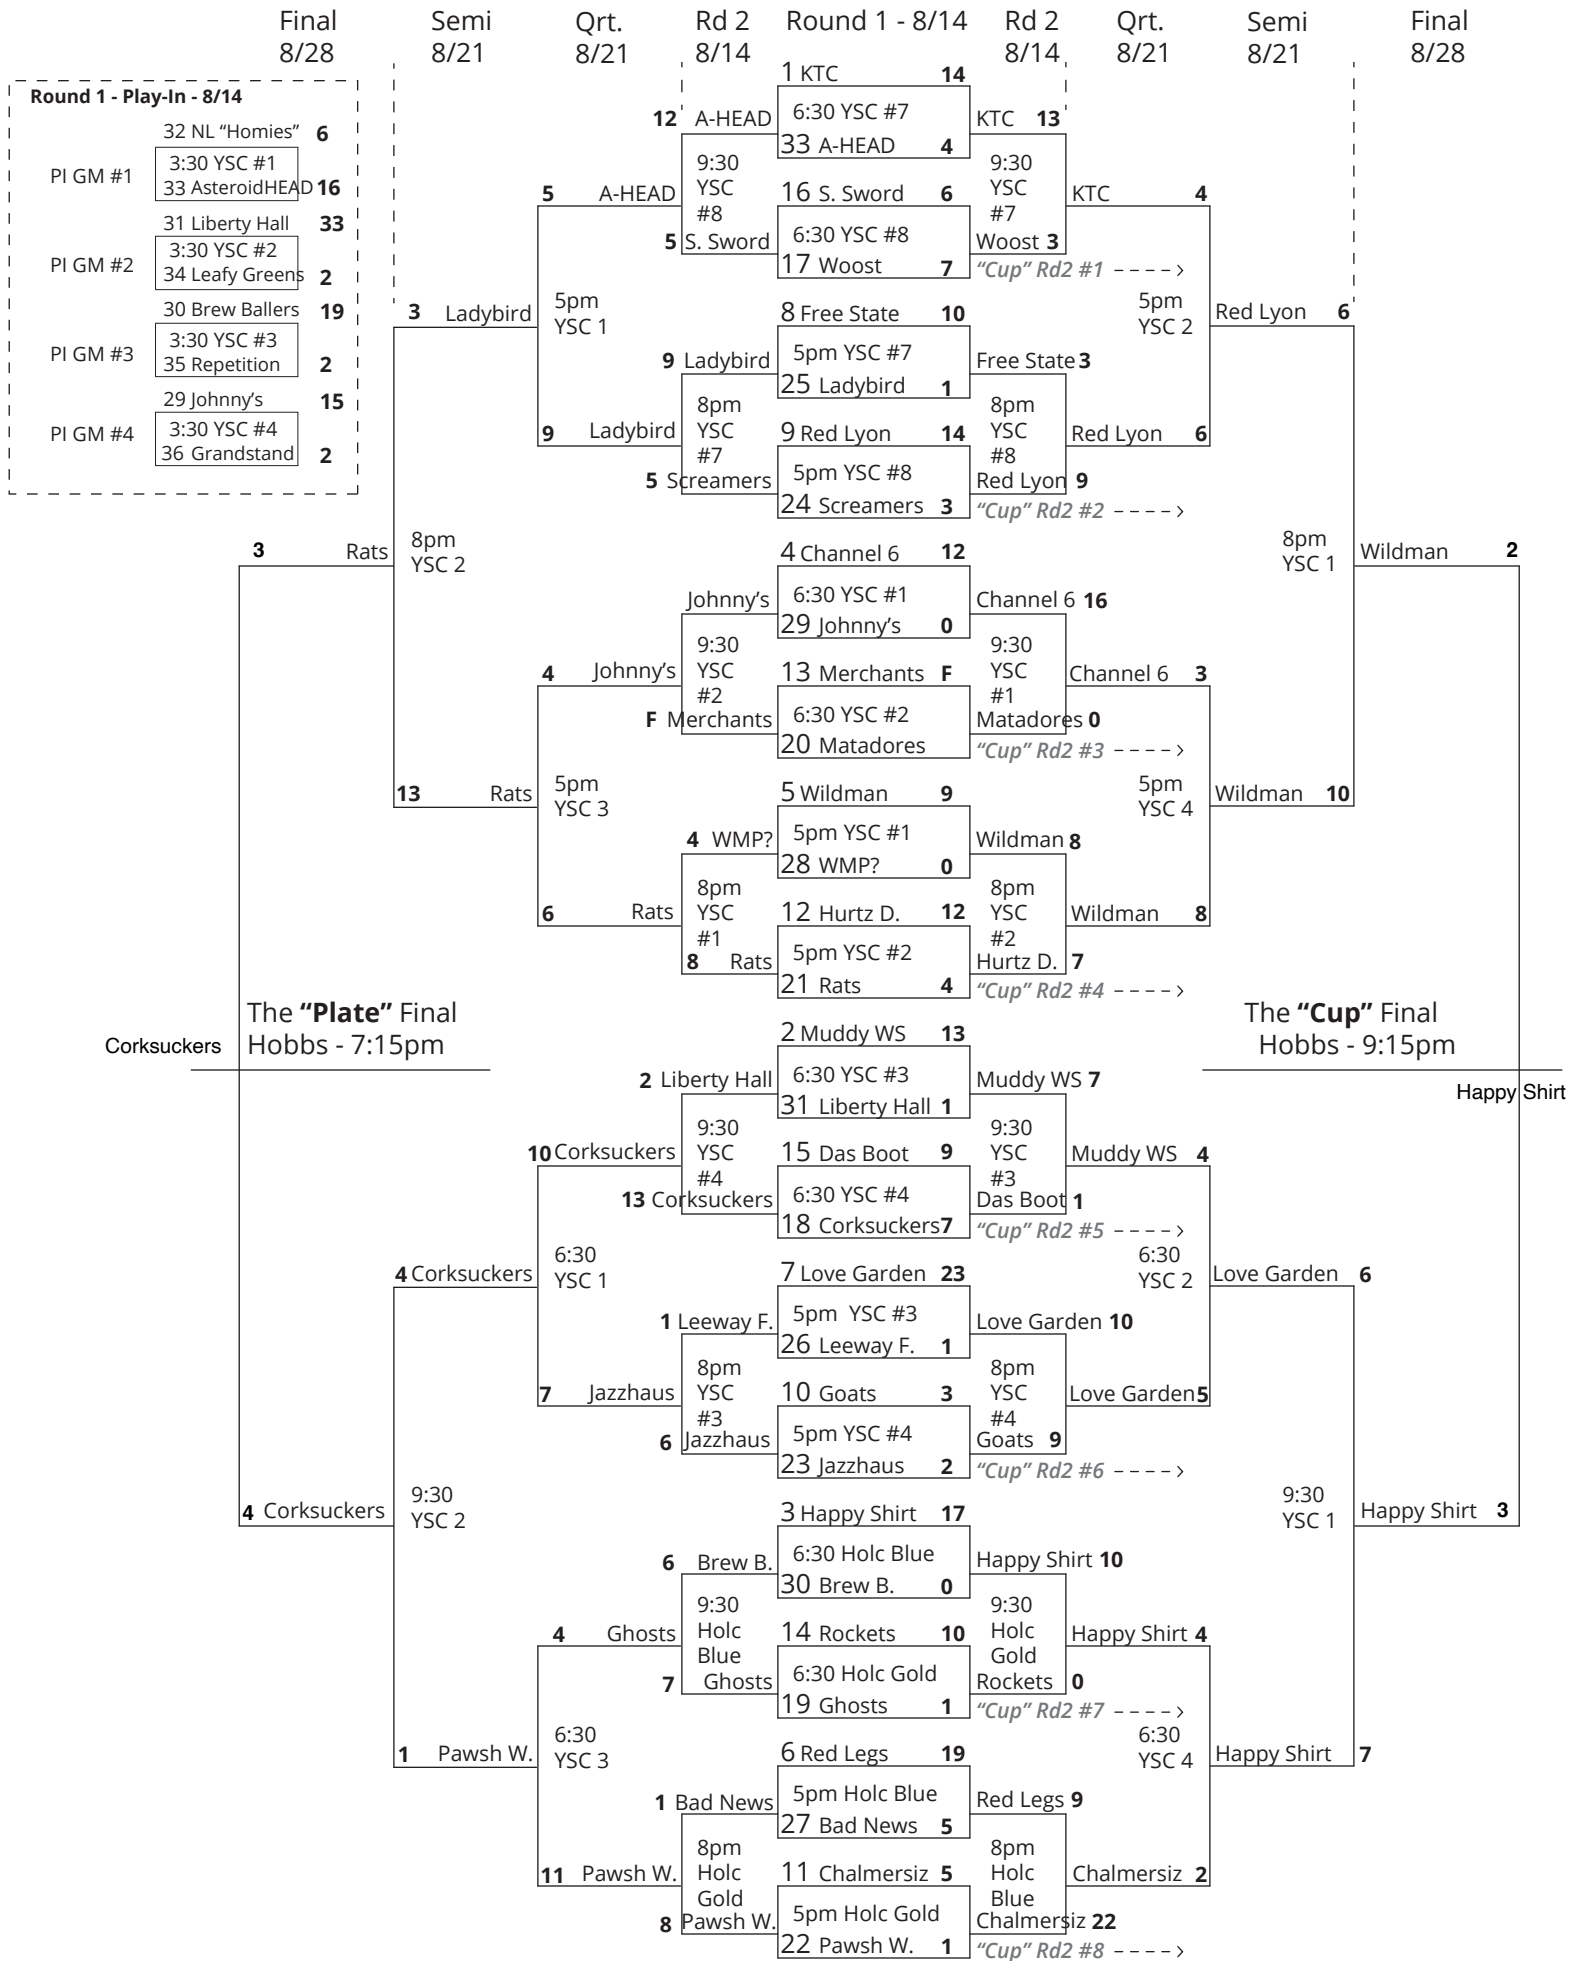 Final
8/28
Semi
8/21
Qrt.
8/21
Rd 2
8/14
Round 1 - 8/14
Rd 2
8/14
Qrt.
8/21
Semi
8/21
Final
8/28
Round 1 - Play-In - 8/14
32 NL “Homies” 6
PI GM #1
3:30 YSC #1
33 AsteroidHEAD 16
31 Liberty Hall 33
PI GM #2
3:30 YSC #2
34 Leafy Greens 2
30 Brew Ballers 19
PI GM #3
3:30 YSC #3
35 Repetition 2
29 Johnny’s 15
PI GM #4
3:30 YSC #4
36 Grandstand 2
3 Rats
8pm
YSC 2
4 Corksuckers
9:30
YSC 2
The “Plate” Final
Hobbs - 7:15pm
Corksuckers
3 Ladybird
5pm
YSC 1
13 Rats
5pm
YSC 3
4 Corksuckers
6:30
YSC 1
1 Pawsh W.
6:30
YSC 3
5 A-HEAD
9 Ladybird
4 Johnny’s
6 Rats
10 Corksuckers
7 Jazzhaus
4 Ghosts
11 Pawsh W.
12 A-HEAD
9:30
YSC
#8
5 S. Sword
9 Ladybird
8pm
YSC
#7
5 Screamers
Johnny’s
9:30
YSC
#2
F Merchants
4 WMP?
8pm
YSC
#1
8 Rats
2 Liberty Hall
9:30
YSC
#4
13 Corksuckers
1 Leeway F.
8pm
YSC
#3
6 Jazzhaus
6 Brew B.
9:30
Holc
Blue
7 Ghosts
1 Bad News
8pm
Holc
Gold
8 Pawsh W.
1 KTC 14
6:30 YSC #7
33 A-HEAD 4
16 S. Sword 6
6:30 YSC #8
17 Woost 7
8 Free State 10
5pm YSC #7
25 Ladybird 1
9 Red Lyon 14
5pm YSC #8
24 Screamers 3
4 Channel 6 12
6:30 YSC #1
29 Johnny’s 0
13 Merchants F
6:30 YSC #2
20 Matadores
5 Wildman 9
5pm YSC #1
28 WMP? 0
12 Hurtz D. 12
5pm YSC #2
21 Rats 4
2 Muddy WS 13
6:30 YSC #3
31 Liberty Hall 1
15 Das Boot 9
6:30 YSC #4
18 Corksuckers 7
7 Love Garden 23
5pm YSC #3
26 Leeway F. 1
10 Goats 3
5pm YSC #4
23 Jazzhaus 2
3 Happy Shirt 17
6:30 Holc Blue
30 Brew B. 0
14 Rockets 10
6:30 Holc Gold
19 Ghosts 1
6 Red Legs 19
5pm Holc Blue
27 Bad News 5
11 Chalmersiz 5
5pm Holc Gold
22 Pawsh W. 1
KTC 13
9:30
YSC
#7
Woost 3
“Cup” Rd2 #1
Free State 3
8pm
YSC
#8
Red Lyon 9
“Cup” Rd2 #2
Channel 6 16
9:30
YSC
#1
Matadores 0
“Cup” Rd2 #3
Wildman 8
8pm
YSC
#2
Hurtz D. 7
“Cup” Rd2 #4
Muddy WS 7
9:30
YSC
#3
Das Boot 1
“Cup” Rd2 #5
Love Garden 10
8pm
YSC
#4
Goats 9
“Cup” Rd2 #6
Happy Shirt 10
9:30
Holc
Gold
Rockets 0
“Cup” Rd2 #7
Red Legs 9
8pm
Holc
Blue
Chalmersiz 22
“Cup” Rd2 #8
KTC 4
5pm
YSC 2
Red Lyon 6
Channel 6 3
5pm
YSC 4
Wildman 8
Muddy WS 4
6:30
YSC 2
Love Garden 5
Happy Shirt 4
6:30
YSC 4
Chalmersiz 2
Red Lyon 6
8pm
YSC 1
Wildman 10
Love Garden 6
9:30
YSC 1
Happy Shirt 7
Wildman 2
The “Cup” Final
Hobbs - 9:15pm
Happy Shirt
Happy Shirt 3